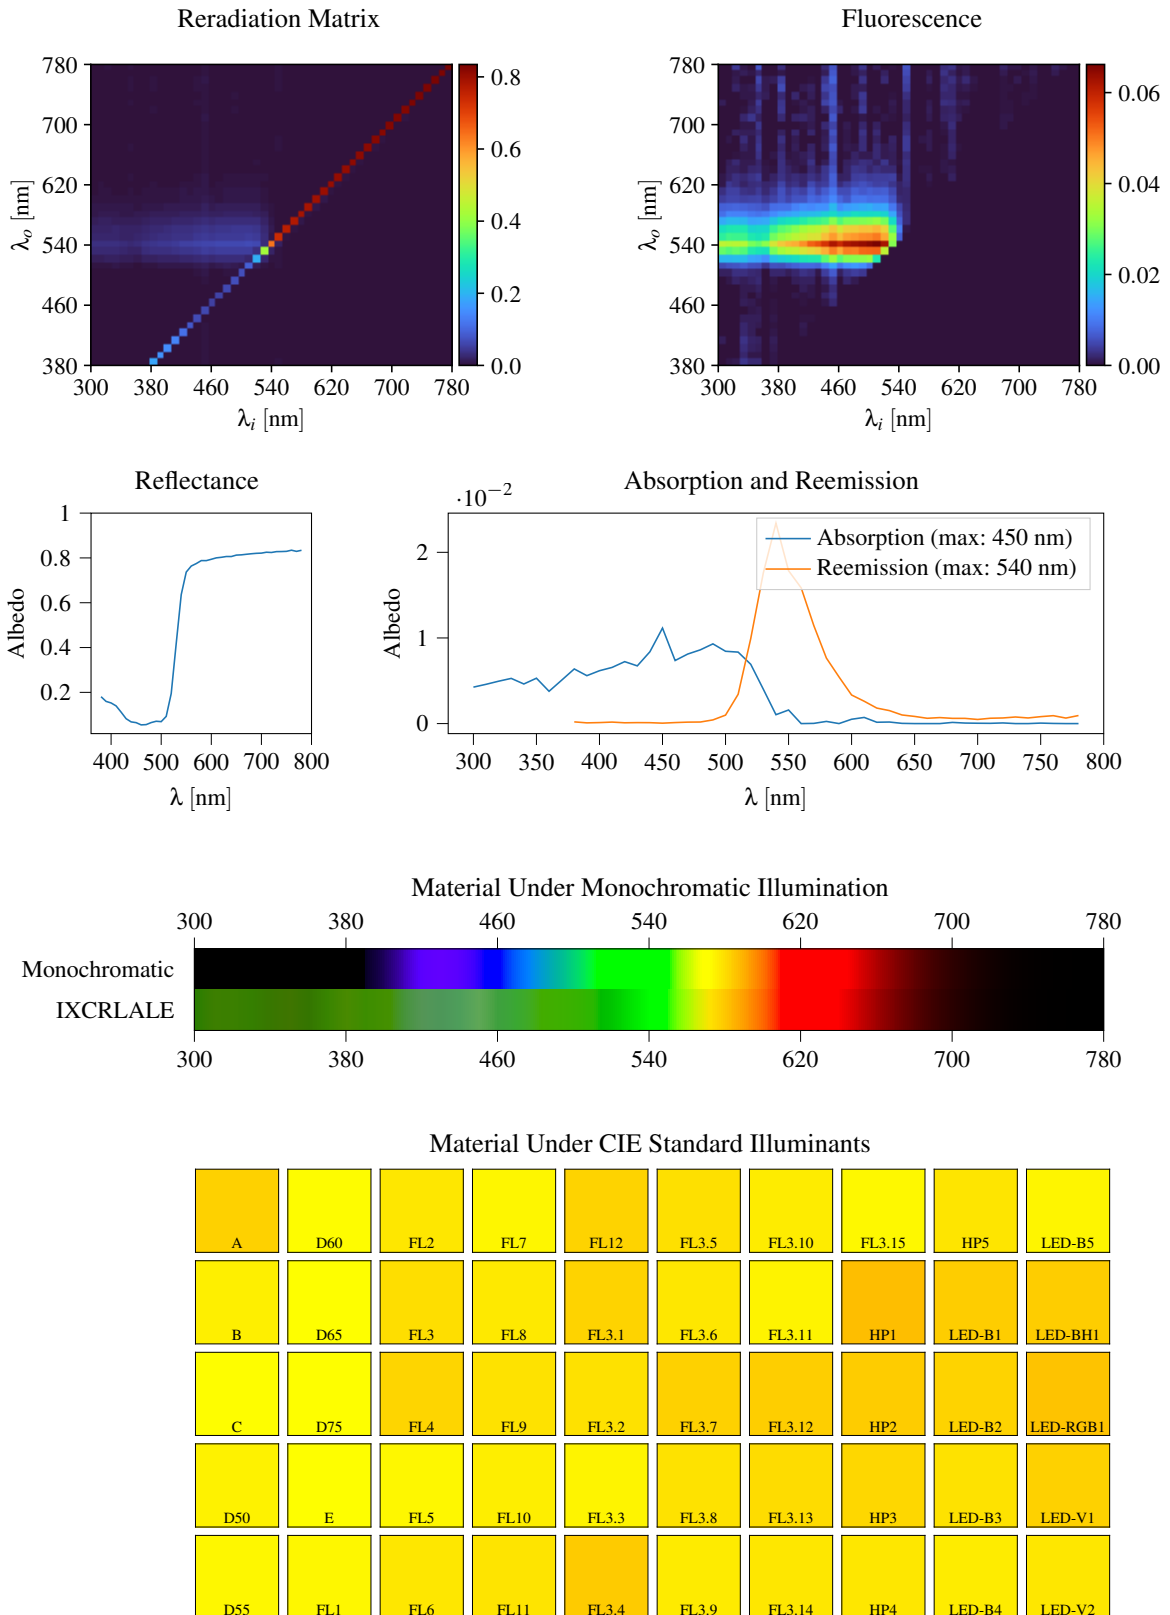 Reradiation Matrix
Fluorescence
780
700
620
540
460
380
λo [nm]
300 380 460 540 620 700 780
λi [nm]
0.8
0.6
0.4
0.2
0.0
780
700
620
540
460
380
λo [nm]
300 380 460 540 620 700 780
λi [nm]
0.06
0.04
0.02
0.00
Reflectance
1
0.8
0.6
0.4
0.2
Albedo
400 500 600 700 800
λ [nm]
Absorption and Reemission
·10−2
2
1
0
Albedo
Absorption (max: 450 nm)
Reemission (max: 540 nm)
300 350 400 450 500 550 600 650 700 750 800
λ [nm]
Material Under Monochromatic Illumination
300 380 460 540 620 700 780
Monochromatic
IXCRLALE
300 380 460 540 620 700 780
Material Under CIE Standard Illuminants
A D60 FL2 FL7 FL12 FL3.5 FL3.10 FL3.15 HP5 LED-B5
B D65 FL3 FL8 FL3.1 FL3.6 FL3.11 HP1 LED-B1 LED-BH1
C D75 FL4 FL9 FL3.2 FL3.7 FL3.12 HP2 LED-B2 LED-RGB1
D50 E FL5 FL10 FL3.3 FL3.8 FL3.13 HP3 LED-B3 LED-V1
D55 FL1 FL6 FL11 FL3.4 FL3.9 FL3.14 HP4 LED-B4 LED-V2